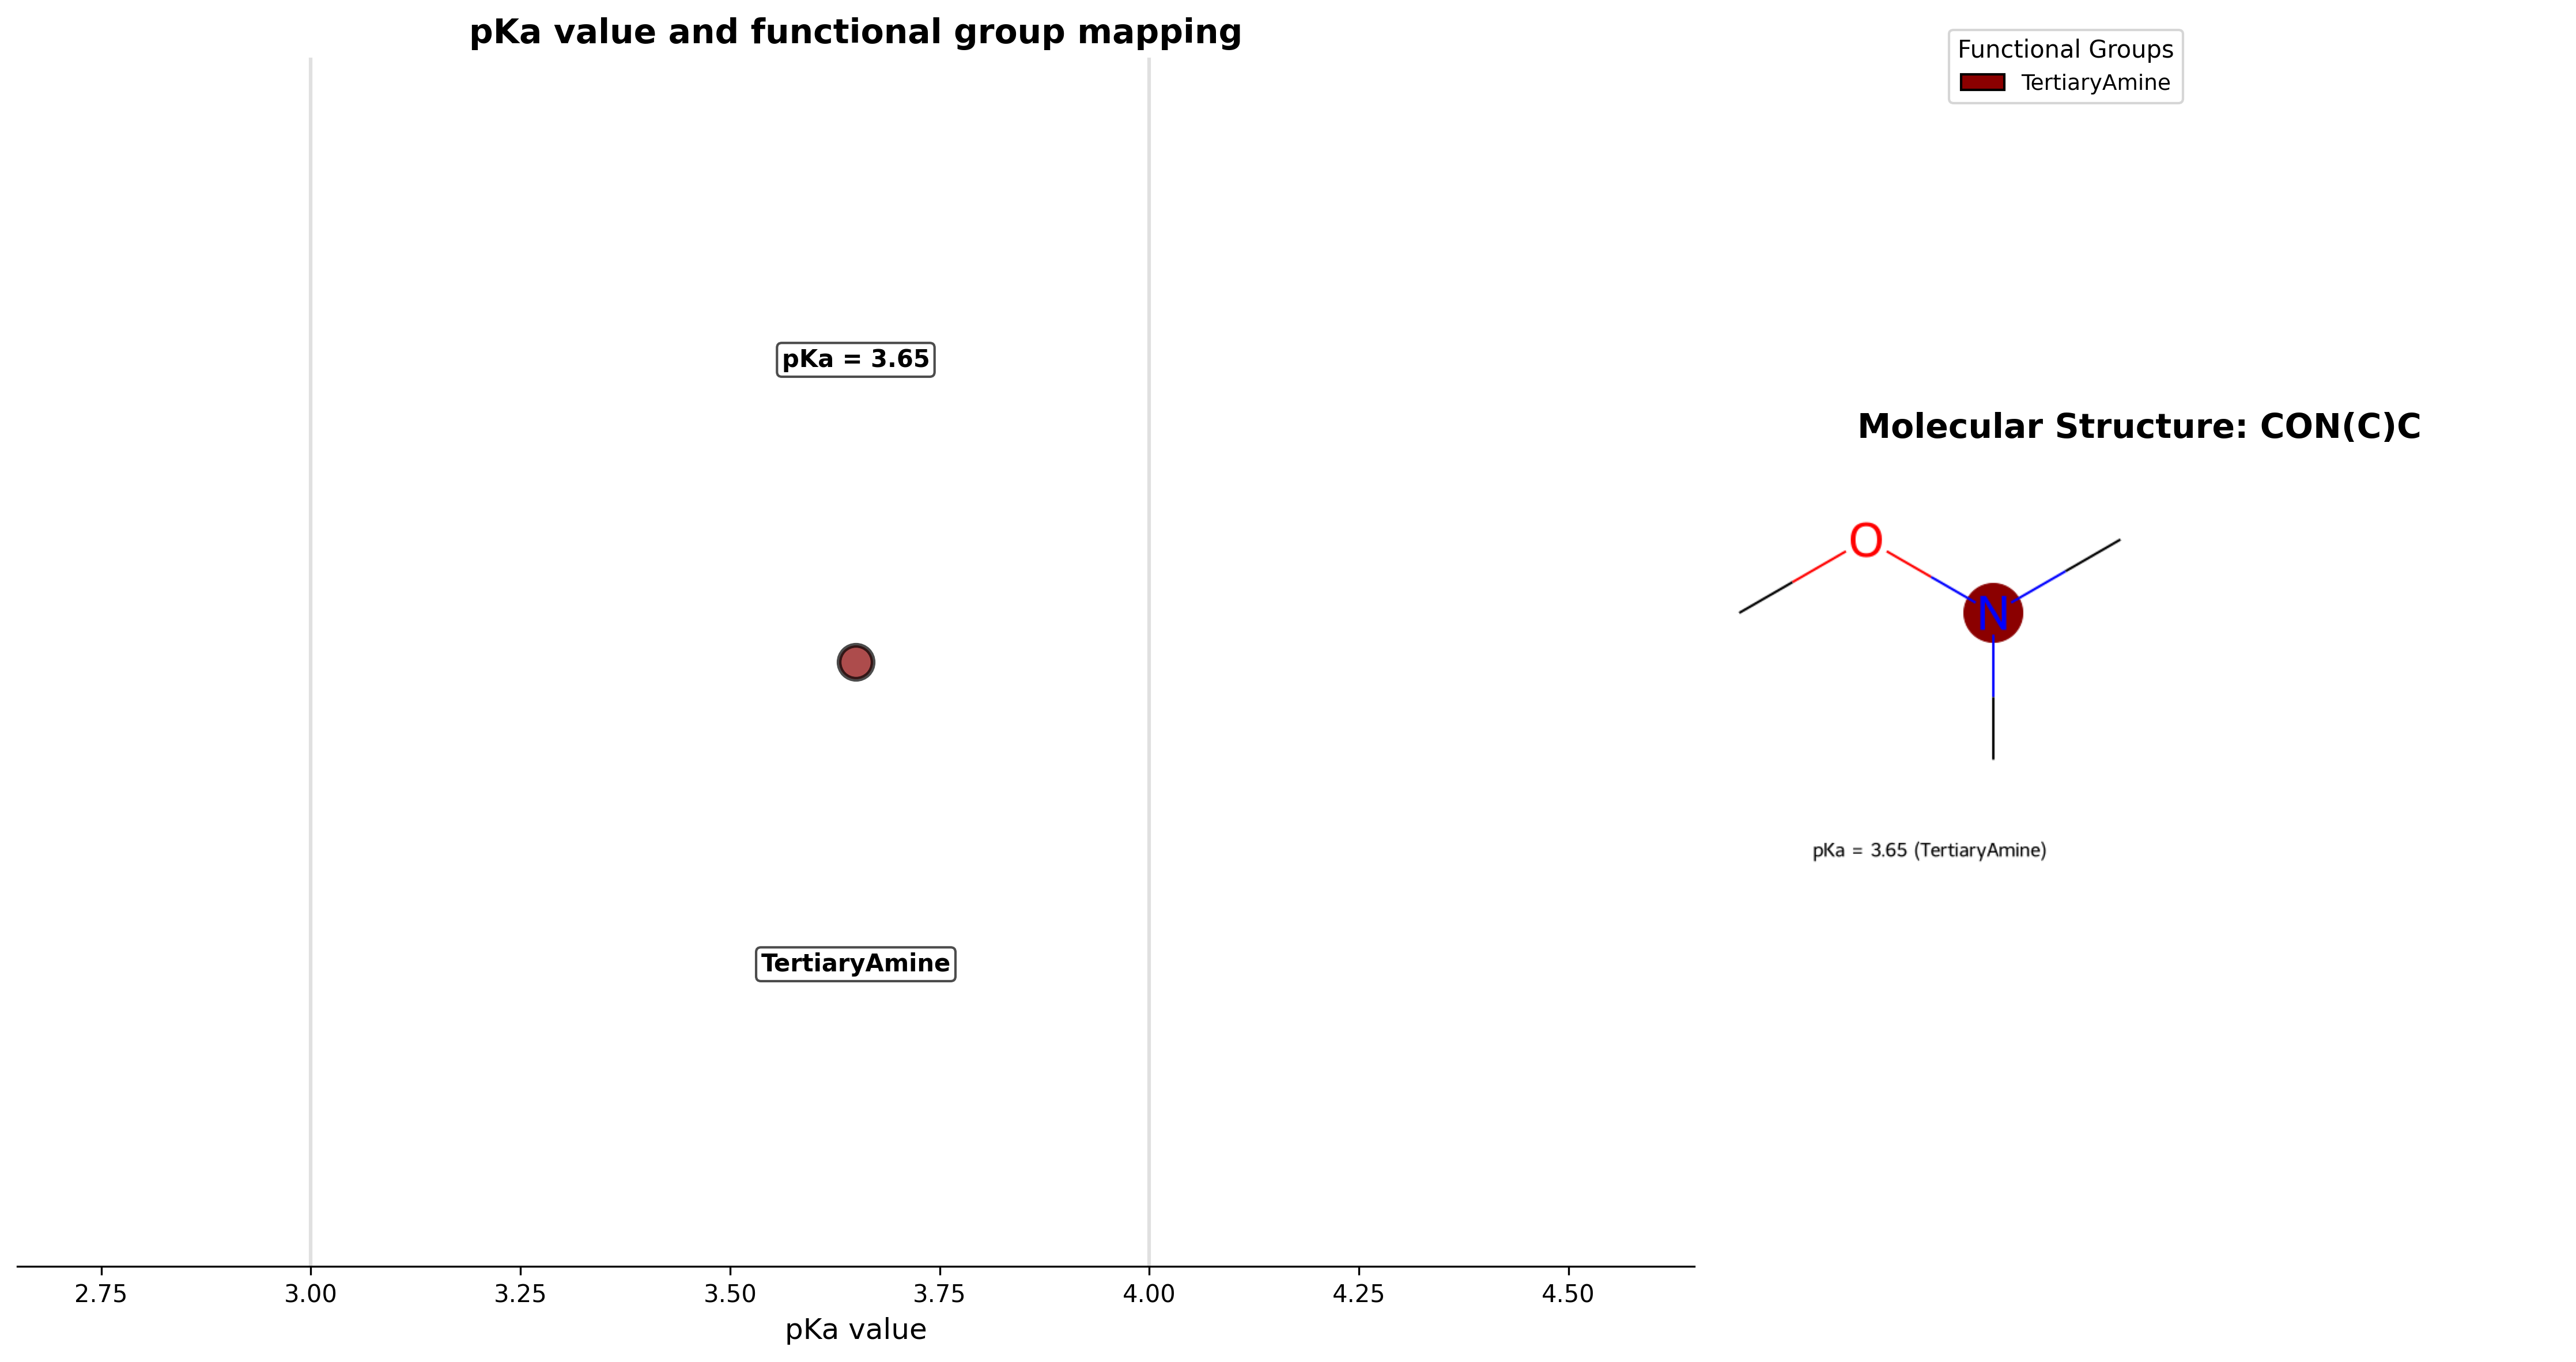 pKa value and functional group mapping
pKa = 3.65
TertiaryAmine
2.75 3.00 3.25 3.50 3.75 4.00 4.25 4.50
pKa value
Functional Groups
TertiaryAmine
Molecular Structure: CON(C)C
O
N
pKa = 3.65 (TertiaryAmine)